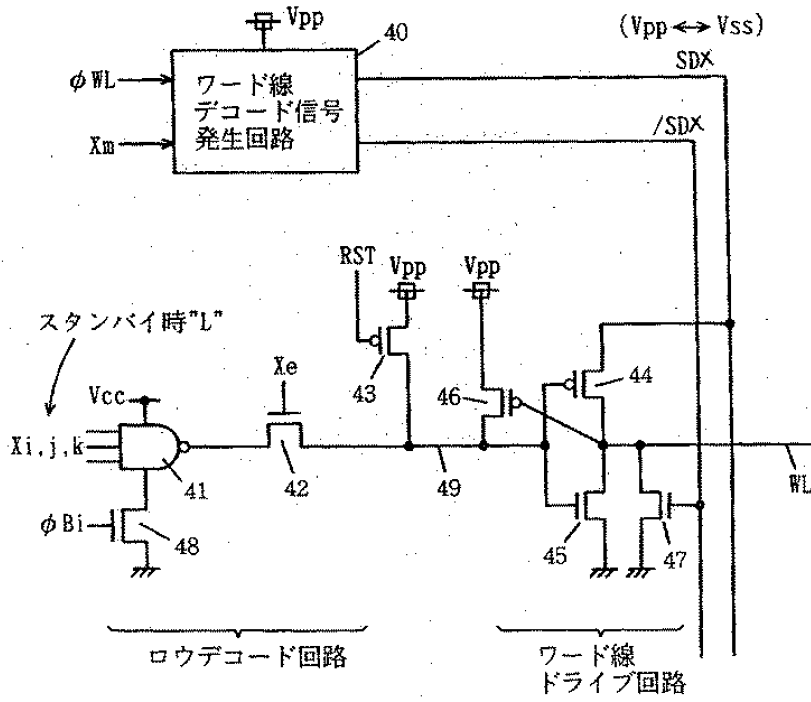 Vpp
40
(Vpp ↔ Vss)
φWL
ワード線
デコード信号
発生回路
SDX
Xm
/SDX
RST
Vpp
Vpp
スタンバイ時"L"
Xe
43
46
44
Vcc
Xi,j,k
41
42
49
WL
φBi
48
45
47
ロウデコード回路
ワード線
ドライブ回路